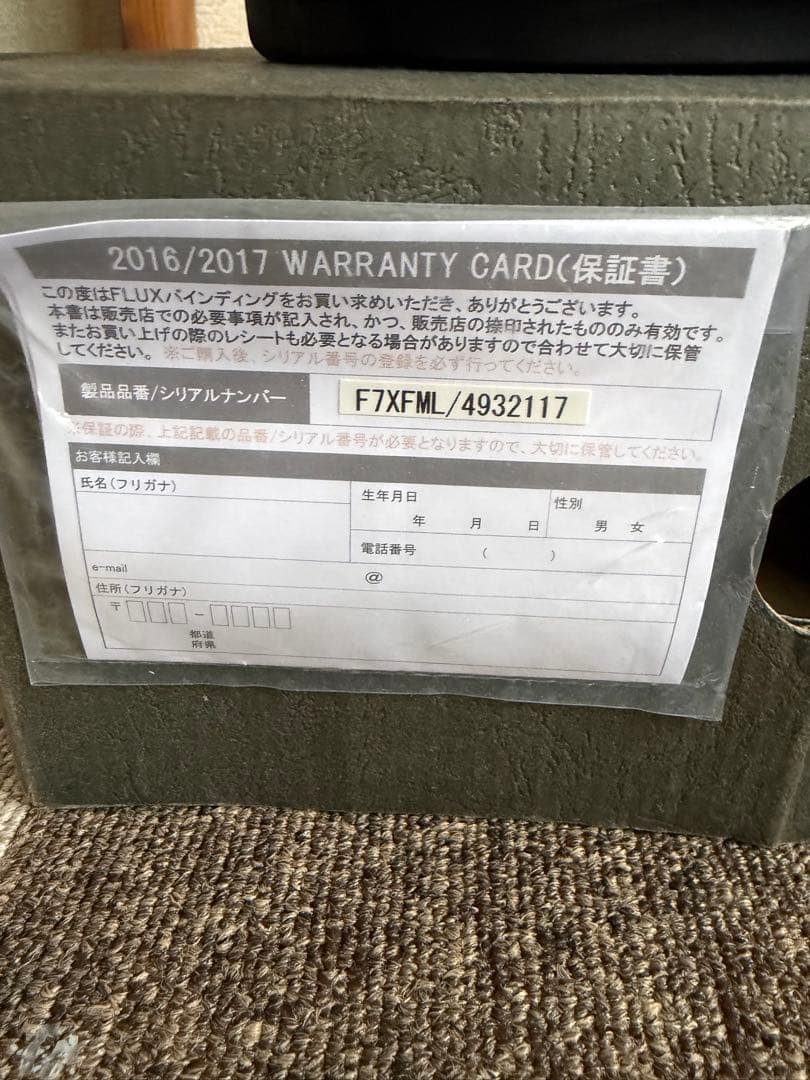 2016/2017 WARRANTY CARD(保証書)
この度はFLUXバインディングをお買い求めいただき、ありがとうございます。
本書は販売店での必要事項が記入され、かつ、販売店の捺印されたもののみ有効です。
またお買い上げの際のレシートも必要となる場合がありますので合わせて大切に保管
してください。 ※ご購入後、シリアル番号の登録を必ず行ってください。
製品品番/シリアルナンバー F7XFML/4932117
※保証の際、上記記載の品番/シリアル番号が必要となりますので、大切に保管してください。
お客様記入欄
氏名(フリガナ)
生年月日
年 月 日
性別
男 女
電話番号 ( )
e-mail @
住所(フリガナ)
〒 -
都道
府県